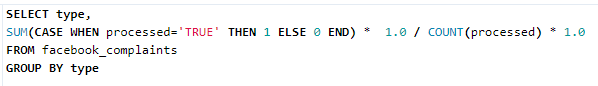 SELECT type,
SUM(CASE WHEN processed='TRUE' THEN 1 ELSE 0 END) *  1.0 / COUNT(processed) * 1.0
FROM facebook_complaints
GROUP BY type